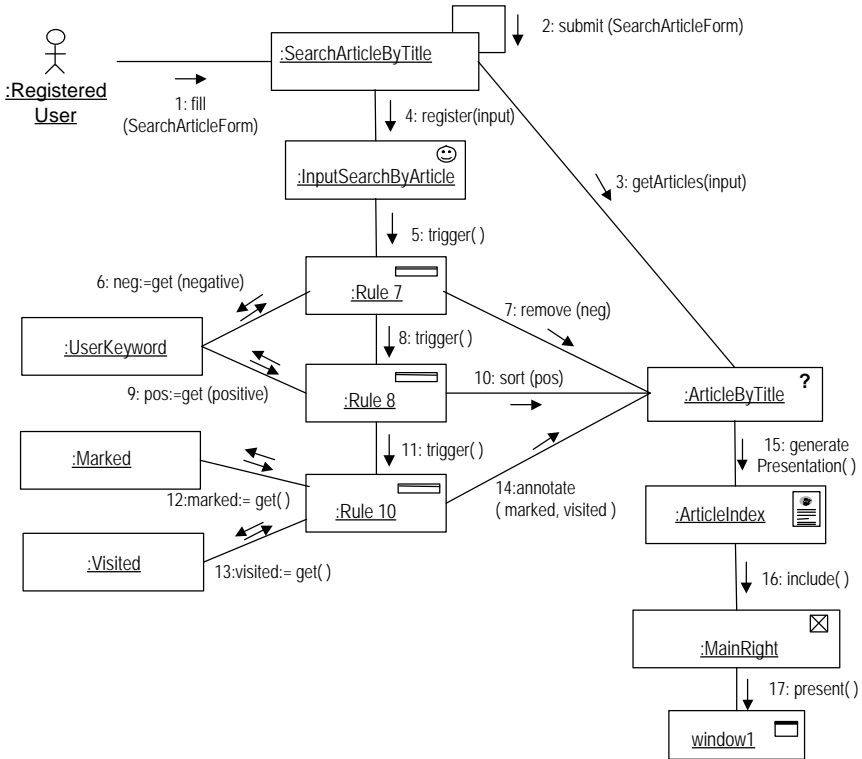 2: submit (SearchArticleForm)
:SearchArticleByTitle
:Registered
User
1: fill
(SearchArticleForm)
4: register(input)
:InputSearchByArticle
3: getArticles(input)
5: trigger( )
6: neg:=get (negative)
:Rule 7
7: remove (neg)
:UserKeyword
8: trigger( )
9: pos:=get (positive)
:Rule 8
10: sort (pos)
:ArticleByTitle
?
11: trigger( )
:Marked
12:marked:= get( )
:Rule 10
14:annotate
( marked, visited )
15: generate
Presentation( )
:ArticleIndex
:Visited
13:visited:= get( )
16: include( )
:MainRight
17: present( )
window1